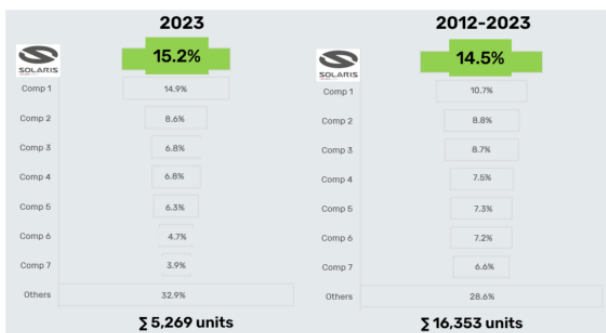 2023
SOLARIS
15.2%
Comp 1 14.9%
Comp 2 8.6%
Comp 3 6.8%
Comp 4 6.8%
Comp 5 6.3%
Comp 6 4.7%
Comp 7 3.9%
Others 32.9%
∑ 5,269 units
2012-2023
SOLARIS
14.5%
Comp 1 10.7%
Comp 2 8.8%
Comp 3 8.7%
Comp 4 7.5%
Comp 5 7.3%
Comp 6 7.2%
Comp 7 6.6%
Others 28.6%
∑ 16,353 units